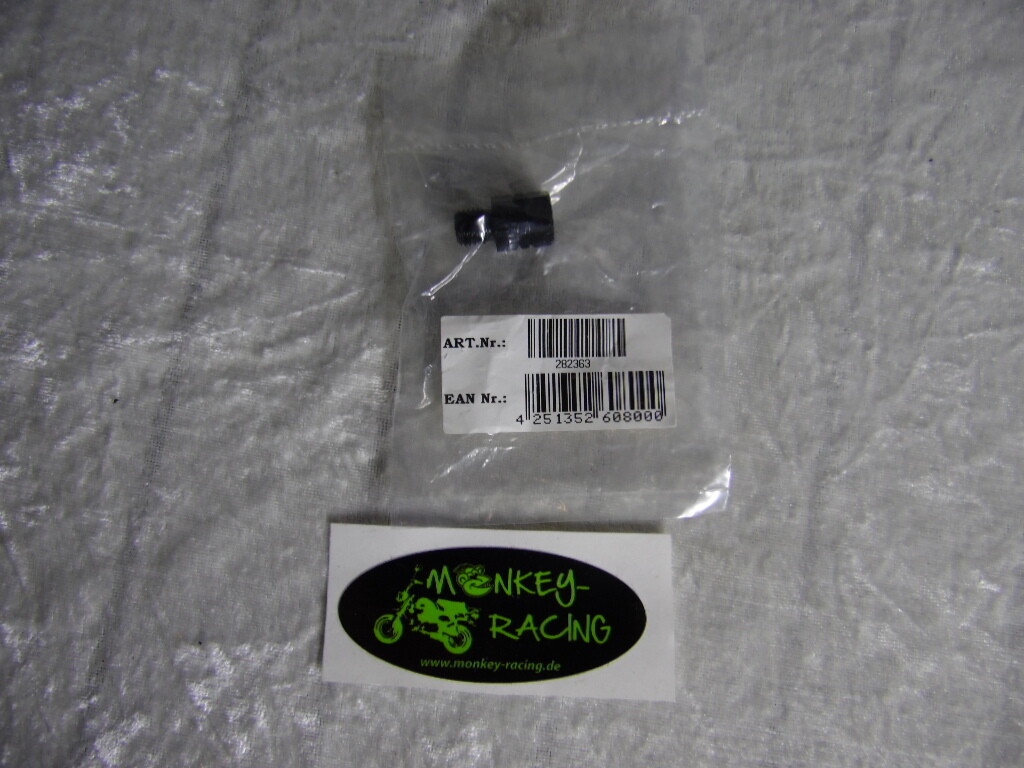 ART.Nr.:
282363
EAN Nr.:
4 251352 608000
MONKEY-
RACING
www.monkey-racing.de